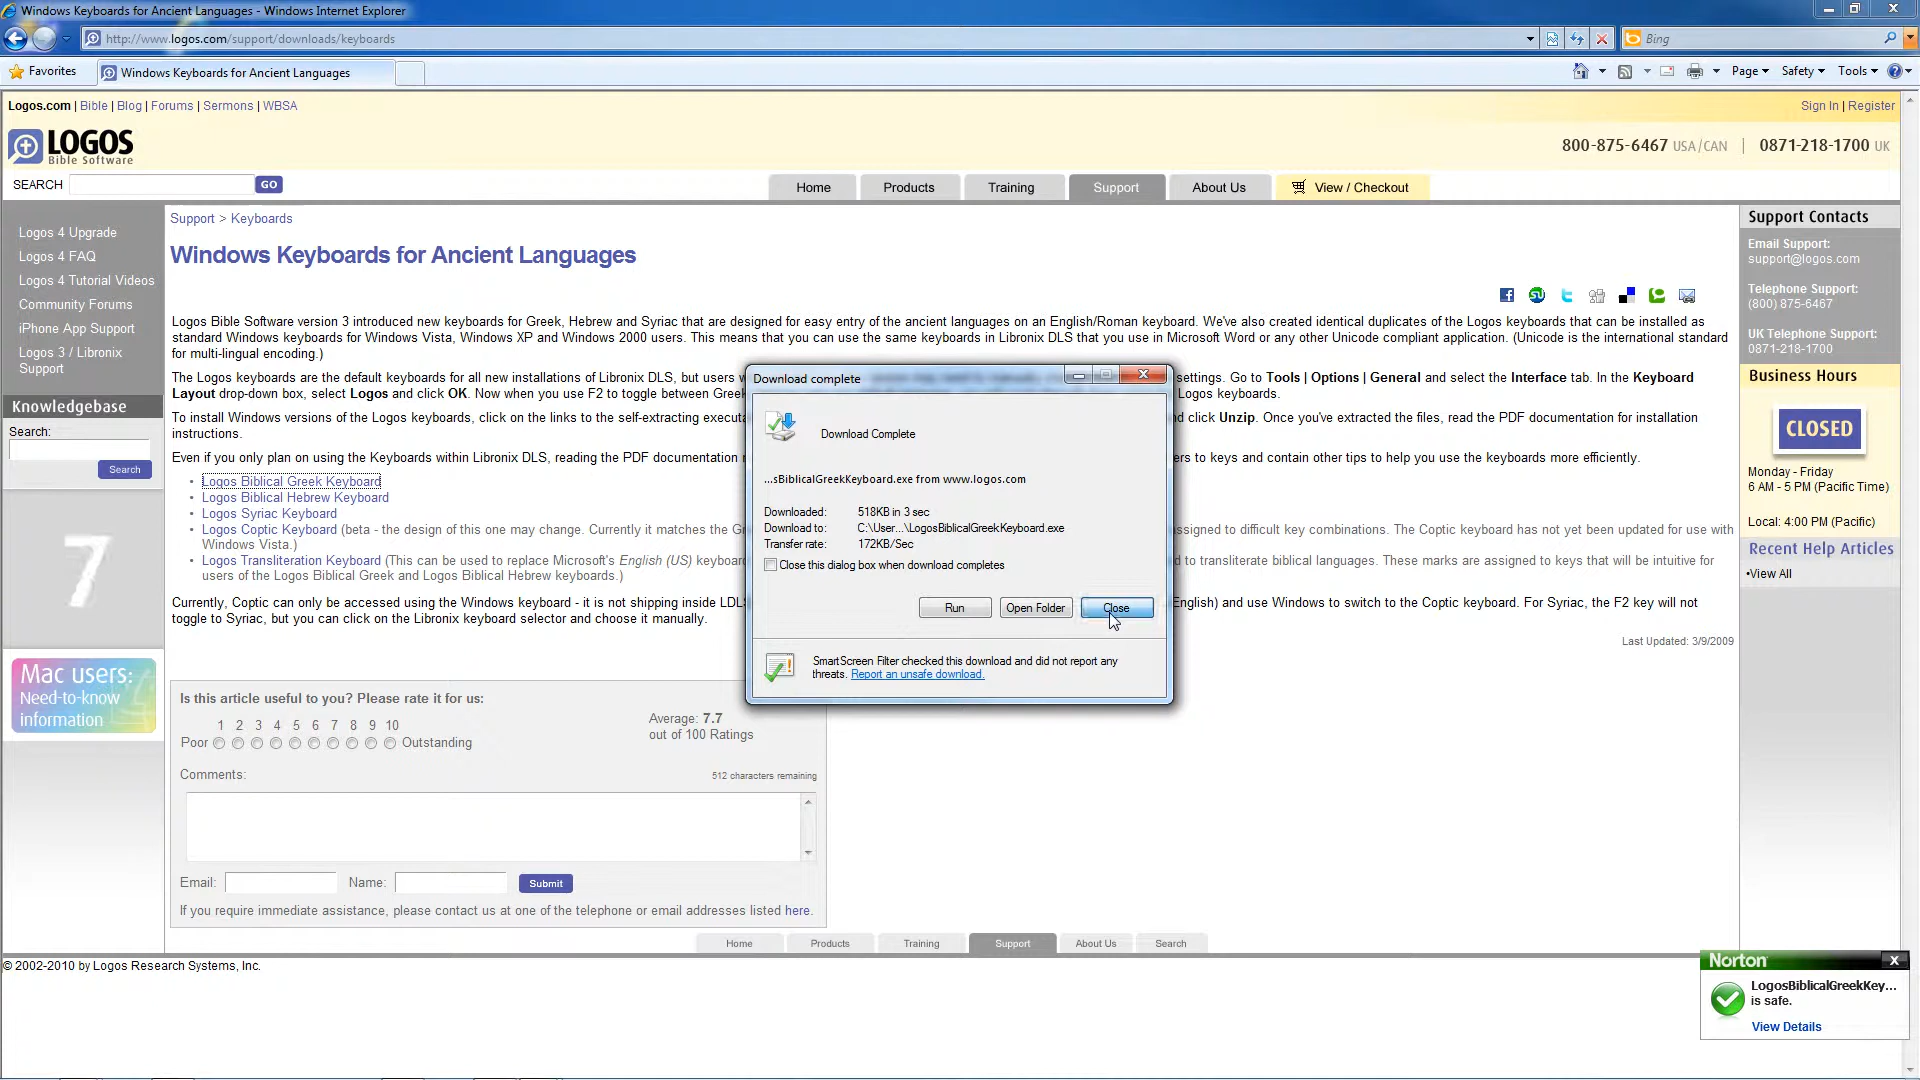 Windows Keyboards for Ancient Languages - Windows Internet Explorer
http://www.logos.com/support/downloads/keyboards
Bing
Favorites
Windows Keyboards for Ancient Languages
Page
Safety
Tools
Logos.com | Bible | Blog | Forums | Sermons | WBSA
Sign In | Register
LOGOS
Bible Software
800-875-6467 USA/CAN | 0871-218-1700 UK
SEARCH
GO
Home
Products
Training
Support
About Us
View / Checkout
Logos 4 Upgrade
Logos 4 FAQ
Logos 4 Tutorial Videos
Community Forums
iPhone App Support
Logos 3 / Libronix
Support
Knowledgebase
Search:
Search
7
Mac users:
Need-to-know
information
Support > Keyboards
Windows Keyboards for Ancient Languages
Logos Bible Software version 3 introduced new keyboards for Greek, Hebrew and Syriac that are designed for easy entry of the ancient languages on an English/Roman keyboard. We've also created identical duplicates of the Logos keyboards that can be installed as
standard Windows keyboards for Windows Vista, Windows XP and Windows 2000 users. This means that you can use the same keyboards in Libronix DLS that you use in Microsoft Word or any other Unicode compliant application. (Unicode is the international standard
for multi-lingual encoding.)
The Logos keyboards are the default keyboards for all new installations of Libronix DLS, but users w
settings. Go to Tools | Options | General and select the Interface tab. In the Keyboard
Layout drop-down box, select Logos and click OK. Now when you use F2 to toggle between Greek
Logos keyboards.
To install Windows versions of the Logos keyboards, click on the links to the self-extracting executa
nd click Unzip. Once you've extracted the files, read the PDF documentation for installation
instructions.
Even if you only plan on using the Keyboards within Libronix DLS, reading the PDF documentation
ers to keys and contain other tips to help you use the keyboards more efficiently.
• Logos Biblical Greek Keyboard
• Logos Biblical Hebrew Keyboard
• Logos Syriac Keyboard
• Logos Coptic Keyboard (beta - the design of this one may change. Currently it matches the Gr
assigned to difficult key combinations. The Coptic keyboard has not yet been updated for use with
Windows Vista.)
• Logos Transliteration Keyboard (This can be used to replace Microsoft's English (US) keyboard
d to transliterate biblical languages. These marks are assigned to keys that will be intuitive for
users of the Logos Biblical Greek and Logos Biblical Hebrew keyboards.)
Currently, Coptic can only be accessed using the Windows keyboard - it is not shipping inside LDLS
English) and use Windows to switch to the Coptic keyboard. For Syriac, the F2 key will not
toggle to Syriac, but you can click on the Libronix keyboard selector and choose it manually.
Last Updated: 3/9/2009
Download complete
Download Complete
...sBiblicalGreekKeyboard.exe from www.logos.com
Downloaded: 518KB in 3 sec
Download to: C:\User...\LogosBiblicalGreekKeyboard.exe
Transfer rate: 172KB/Sec
Close this dialog box when download completes
Run
Open Folder
Close
SmartScreen Filter checked this download and did not report any
threats. Report an unsafe download.
Is this article useful to you? Please rate it for us:
1 2 3 4 5 6 7 8 9 10
Poor
Outstanding
Average: 7.7
out of 100 Ratings
Comments:
512 characters remaining
Email:
Name:
Submit
If you require immediate assistance, please contact us at one of the telephone or email addresses listed here.
Support Contacts
Email Support:
support@logos.com
Telephone Support:
(800) 875-6467
UK Telephone Support:
0871-218-1700
Business Hours
CLOSED
Monday - Friday
6 AM - 5 PM (Pacific Time)
Local: 4:00 PM (Pacific)
Recent Help Articles
•View All
Home
Products
Training
Support
About Us
Search
© 2002-2010 by Logos Research Systems, Inc.
Norton
LogosBiblicalGreekKey...
is safe.
View Details